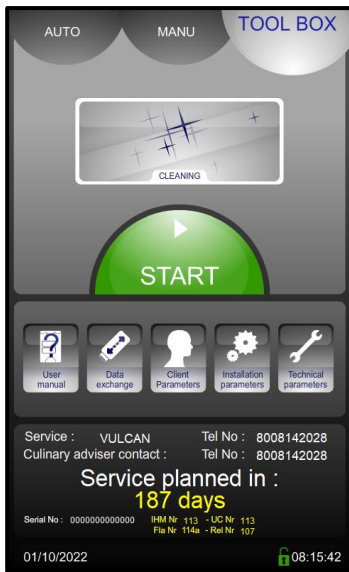 AUTO MANU TOOL BOX
CLEANING
START
User manual
Data exchange
Client Parameters
Installation parameters
Technical parameters
Service : VULCAN Tel No : 8008142028
Culinary adviser contact : Tel No : 8008142028
Service planned in :
187 days
Serial No : 0000000000000 IHM Nr 113 - UC Nr 113
Fla Nr 114a - Rel Nr 107
01/10/2022 08:15:42